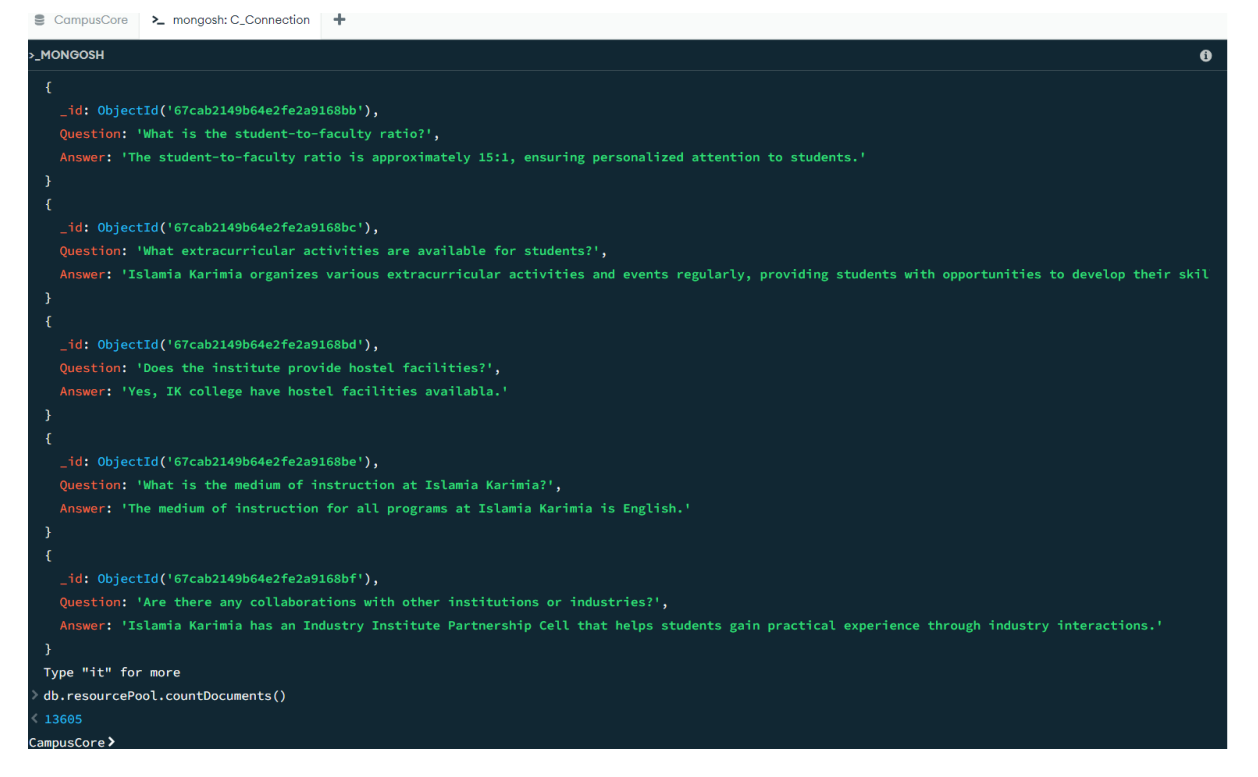 CampusCore >_ mongosh: C_Connection +
>_MONGOSH
{
_id: ObjectId('67cab2149b64e2fe2a9168bb'),
Question: 'What is the student-to-faculty ratio?',
Answer: 'The student-to-faculty ratio is approximately 15:1, ensuring personalized attention to students.'
}
{
_id: ObjectId('67cab2149b64e2fe2a9168bc'),
Question: 'What extracurricular activities are available for students?',
Answer: 'Islamia Karimia organizes various extracurricular activities and events regularly, providing students with opportunities to develop their skil
}
{
_id: ObjectId('67cab2149b64e2fe2a9168bd'),
Question: 'Does the institute provide hostel facilities?',
Answer: 'Yes, IK college have hostel facilities availabla.'
}
{
_id: ObjectId('67cab2149b64e2fe2a9168be'),
Question: 'What is the medium of instruction at Islamia Karimia?',
Answer: 'The medium of instruction for all programs at Islamia Karimia is English.'
}
{
_id: ObjectId('67cab2149b64e2fe2a9168bf'),
Question: 'Are there any collaborations with other institutions or industries?',
Answer: 'Islamia Karimia has an Industry Institute Partnership Cell that helps students gain practical experience through industry interactions.'
}
Type "it" for more
> db.resourcePool.countDocuments()
< 13605
CampusCore>